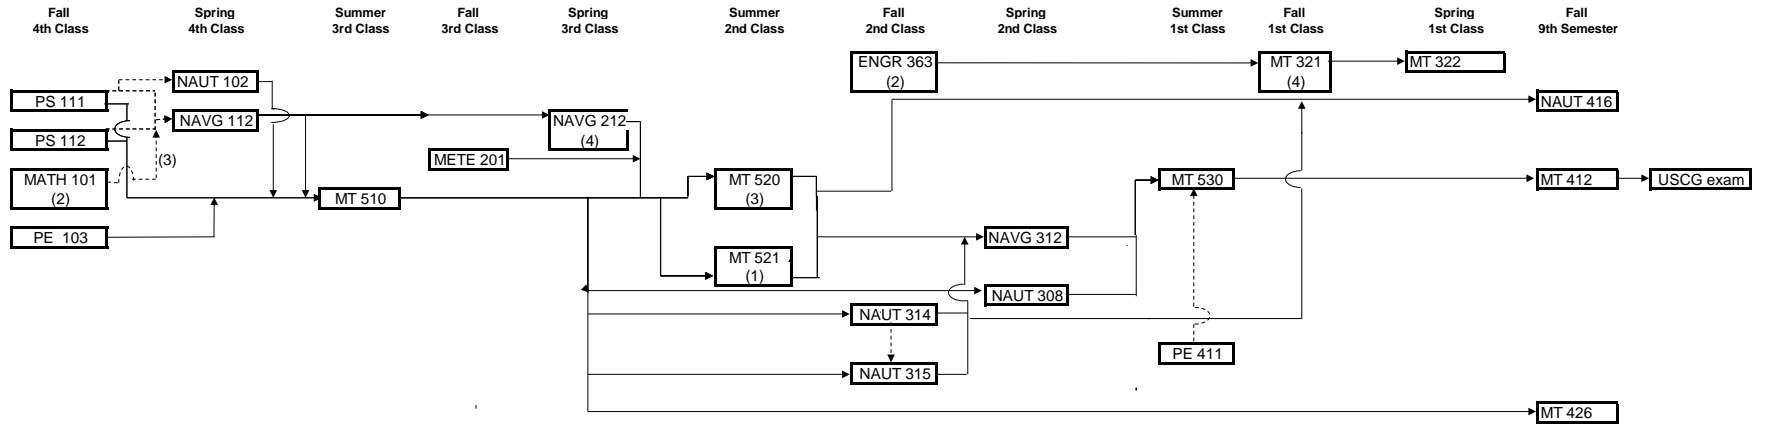 Fall Spring Summer Fall Spring Summer Fall Spring Summer Fall Spring Fall
4th Class 4th Class 3rd Class 3rd Class 3rd Class 2nd Class 2nd Class 2nd Class 1st Class 1st Class 1st Class 9th Semester
ENGR 363
(2)
MT 321
(4)
MT 322
NAUT 102
PS 111
NAUT 416
NAVG 112
NAVG 212
(4)
PS 112
(3)
METE 201
MATH 101
(2)
MT 510
MT 520
(3)
MT 530
MT 412
USCG exam
PE 103
NAVG 312
MT 521
(1)
NAUT 308
NAUT 314
PE 411
NAUT 315
MT 426